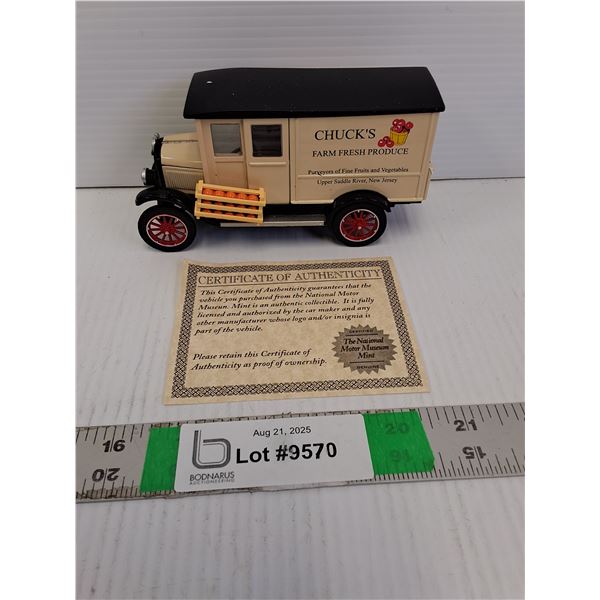 CHUCK'S
FARM FRESH PRODUCE
Purveyors of Fine Fruits and Vegetables
Upper Saddle River, New Jersey
CERTIFICATE OF AUTHENTICITY
This Certificate of Authenticity guarantees that the
vehicle you purchased from the National Motor
Museum. Mint is an authentic collectible. It is fully
licensed and authorized by the car maker and any
other manufacturer whose logo and/or insignia is
part of the vehicle.
Please retain this Certificate of
Authenticity as proof of ownership.
CERTIFIED
The National
Motor Museum
Mint
GENUINE
Aug 21, 2025
Lot #9570
BODNARUS
AUCTIONEERING
16
20
21
20
16
15